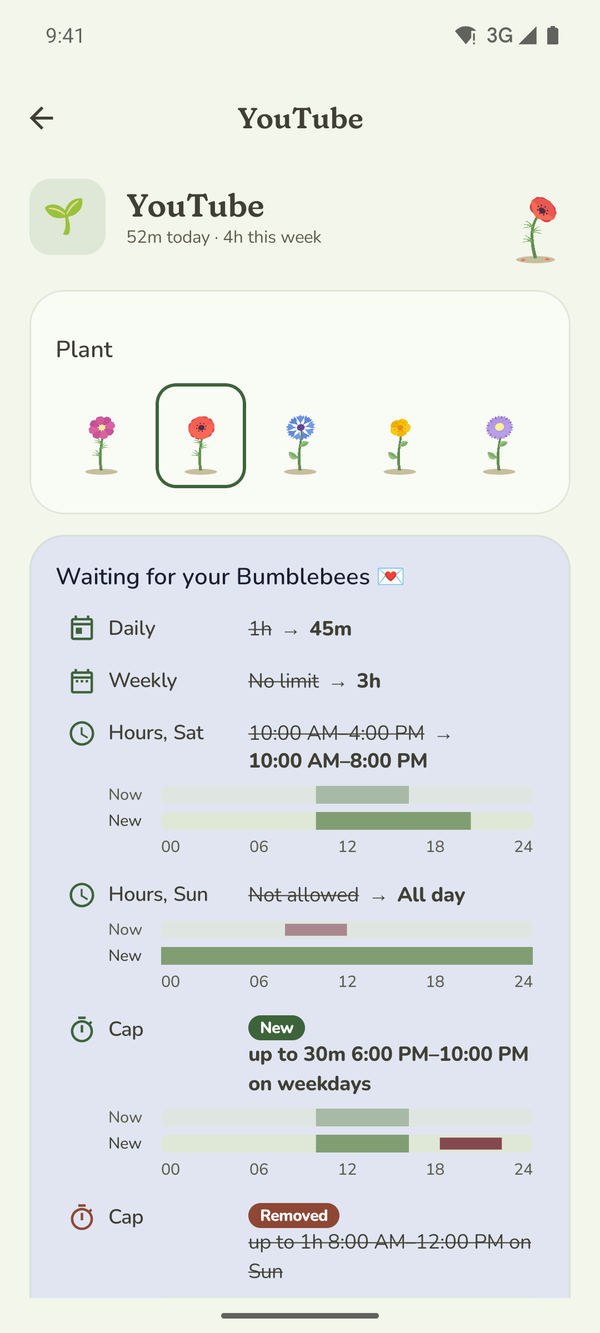 9:41
3G
YouTube
YouTube
52m today · 4h this week
Plant
Waiting for your Bumblebees 💌
Daily
1h → 45m
Weekly
No limit → 3h
Hours, Sat
10:00 AM–4:00 PM →
10:00 AM–8:00 PM
Now
New
00 06 12 18 24
Hours, Sun
Not allowed → All day
Now
New
00 06 12 18 24
Cap
New
up to 30m 6:00 PM–10:00 PM
on weekdays
Now
New
00 06 12 18 24
Cap
Removed
up to 1h 8:00 AM–12:00 PM on
Sun